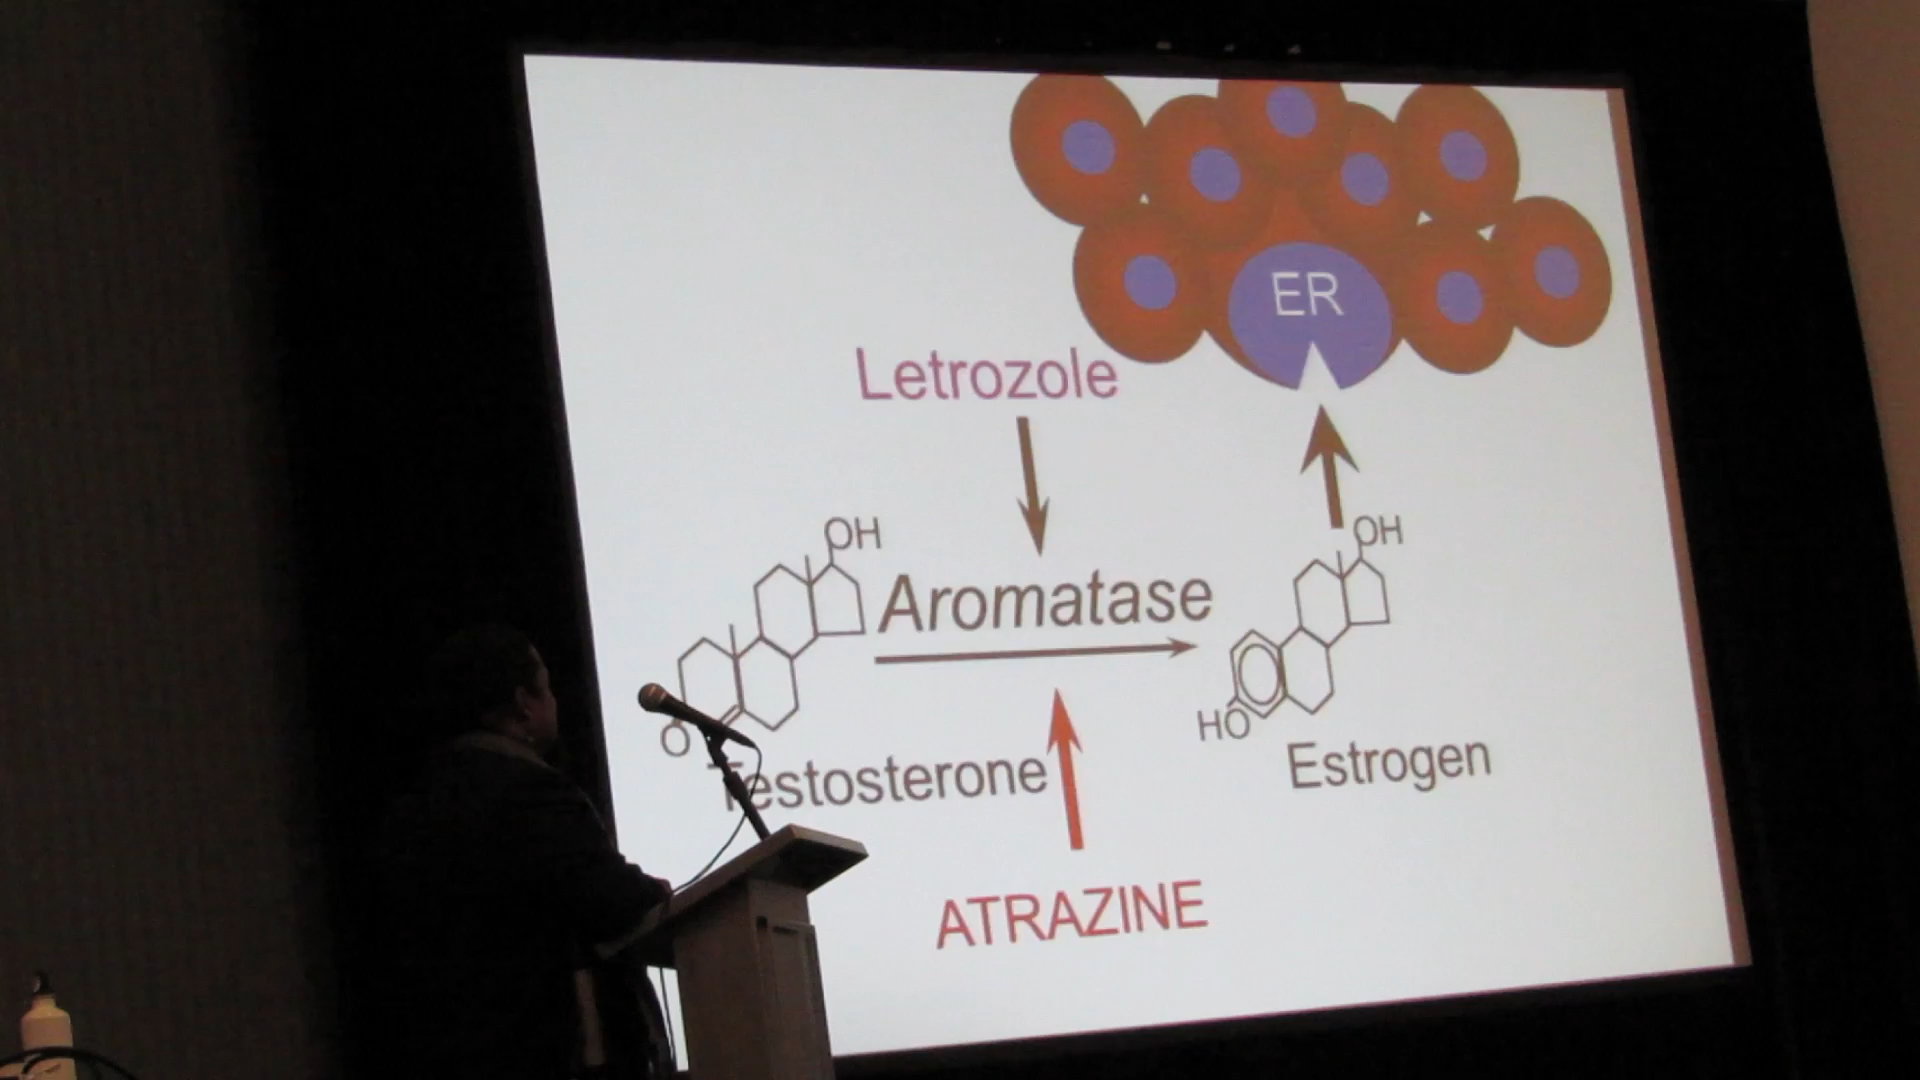 ER
Letrozole
OH
OH
Aromatase
O
HO
Testosterone
Estrogen
ATRAZINE